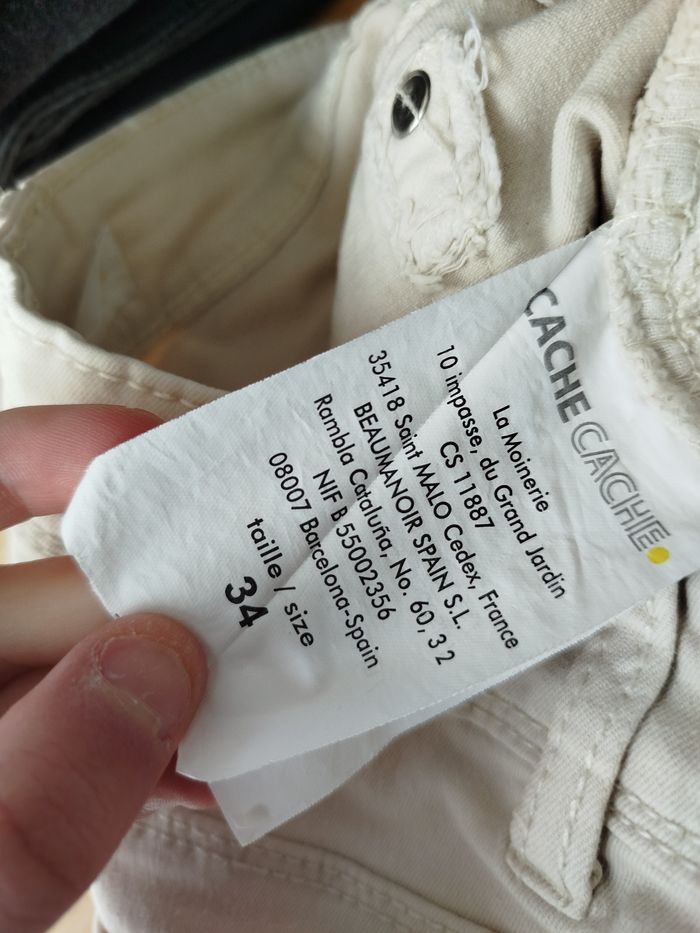 CACHE CACHE
La Moinerie
10 impasse, du Grand Jardin
CS 11887
35418 Saint MALO Cedex, France
BEAUMANOIR SPAIN S.L.
Rambla Cataluña, No. 60, 3 2
NIF B 55002356
08007 Barcelona-Spain
taille / size
34